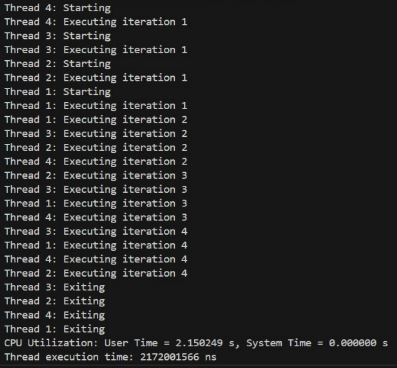 Thread 4: Starting
Thread 4: Executing iteration 1
Thread 3: Starting
Thread 3: Executing iteration 1
Thread 2: Starting
Thread 2: Executing iteration 1
Thread 1: Starting
Thread 1: Executing iteration 1
Thread 1: Executing iteration 2
Thread 3: Executing iteration 2
Thread 2: Executing iteration 2
Thread 4: Executing iteration 2
Thread 2: Executing iteration 3
Thread 3: Executing iteration 3
Thread 1: Executing iteration 3
Thread 4: Executing iteration 3
Thread 3: Executing iteration 4
Thread 1: Executing iteration 4
Thread 4: Executing iteration 4
Thread 2: Executing iteration 4
Thread 3: Exiting
Thread 2: Exiting
Thread 4: Exiting
Thread 1: Exiting
CPU Utilization: User Time = 2.150249 s, System Time = 0.000000 s
Thread execution time: 2172001566 ns